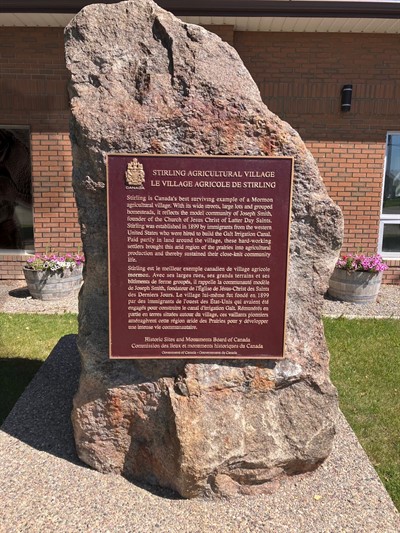 CANADA
STIRLING AGRICULTURAL VILLAGE
LE VILLAGE AGRICOLE DE STIRLING
Stirling is Canada's best surviving example of a Mormon
agricultural village. With its wide streets, large lots and grouped
homesteads, it reflects the model community of Joseph Smith,
founder of the Church of Jesus Christ of Latter Day Saints.
Stirling was established in 1899 by immigrants from the western
United States who were hired to build the Galt Irrigation Canal.
Paid partly in land around the village, these hard-working
settlers brought this arid region of the prairies into agricultural
production and thereby sustained their close-knit community
life.
Stirling est le meilleur exemple canadien de village agricole
mormon. Avec ses larges rues, ses grands terrains et ses
bâtiments de ferme groupés, il rappelle la communauté modèle
de Joseph Smith, fondateur de l'Église de Jésus-Christ des Saints
des Derniers Jours. Le village lui-même fut fondé en 1899
par des immigrants de l'ouest des États-Unis qui avaient été
engagés pour construire le canal d'irrigation Galt. Rémunérés en
partie en terres situées autour du village, ces vaillants pionniers
aménagèrent cette région aride des Prairies pour y développer
une intense vie communautaire.
Historic Sites and Monuments Board of Canada
Commission des lieux et monuments historiques du Canada
Government of Canada - Gouvernement du Canada